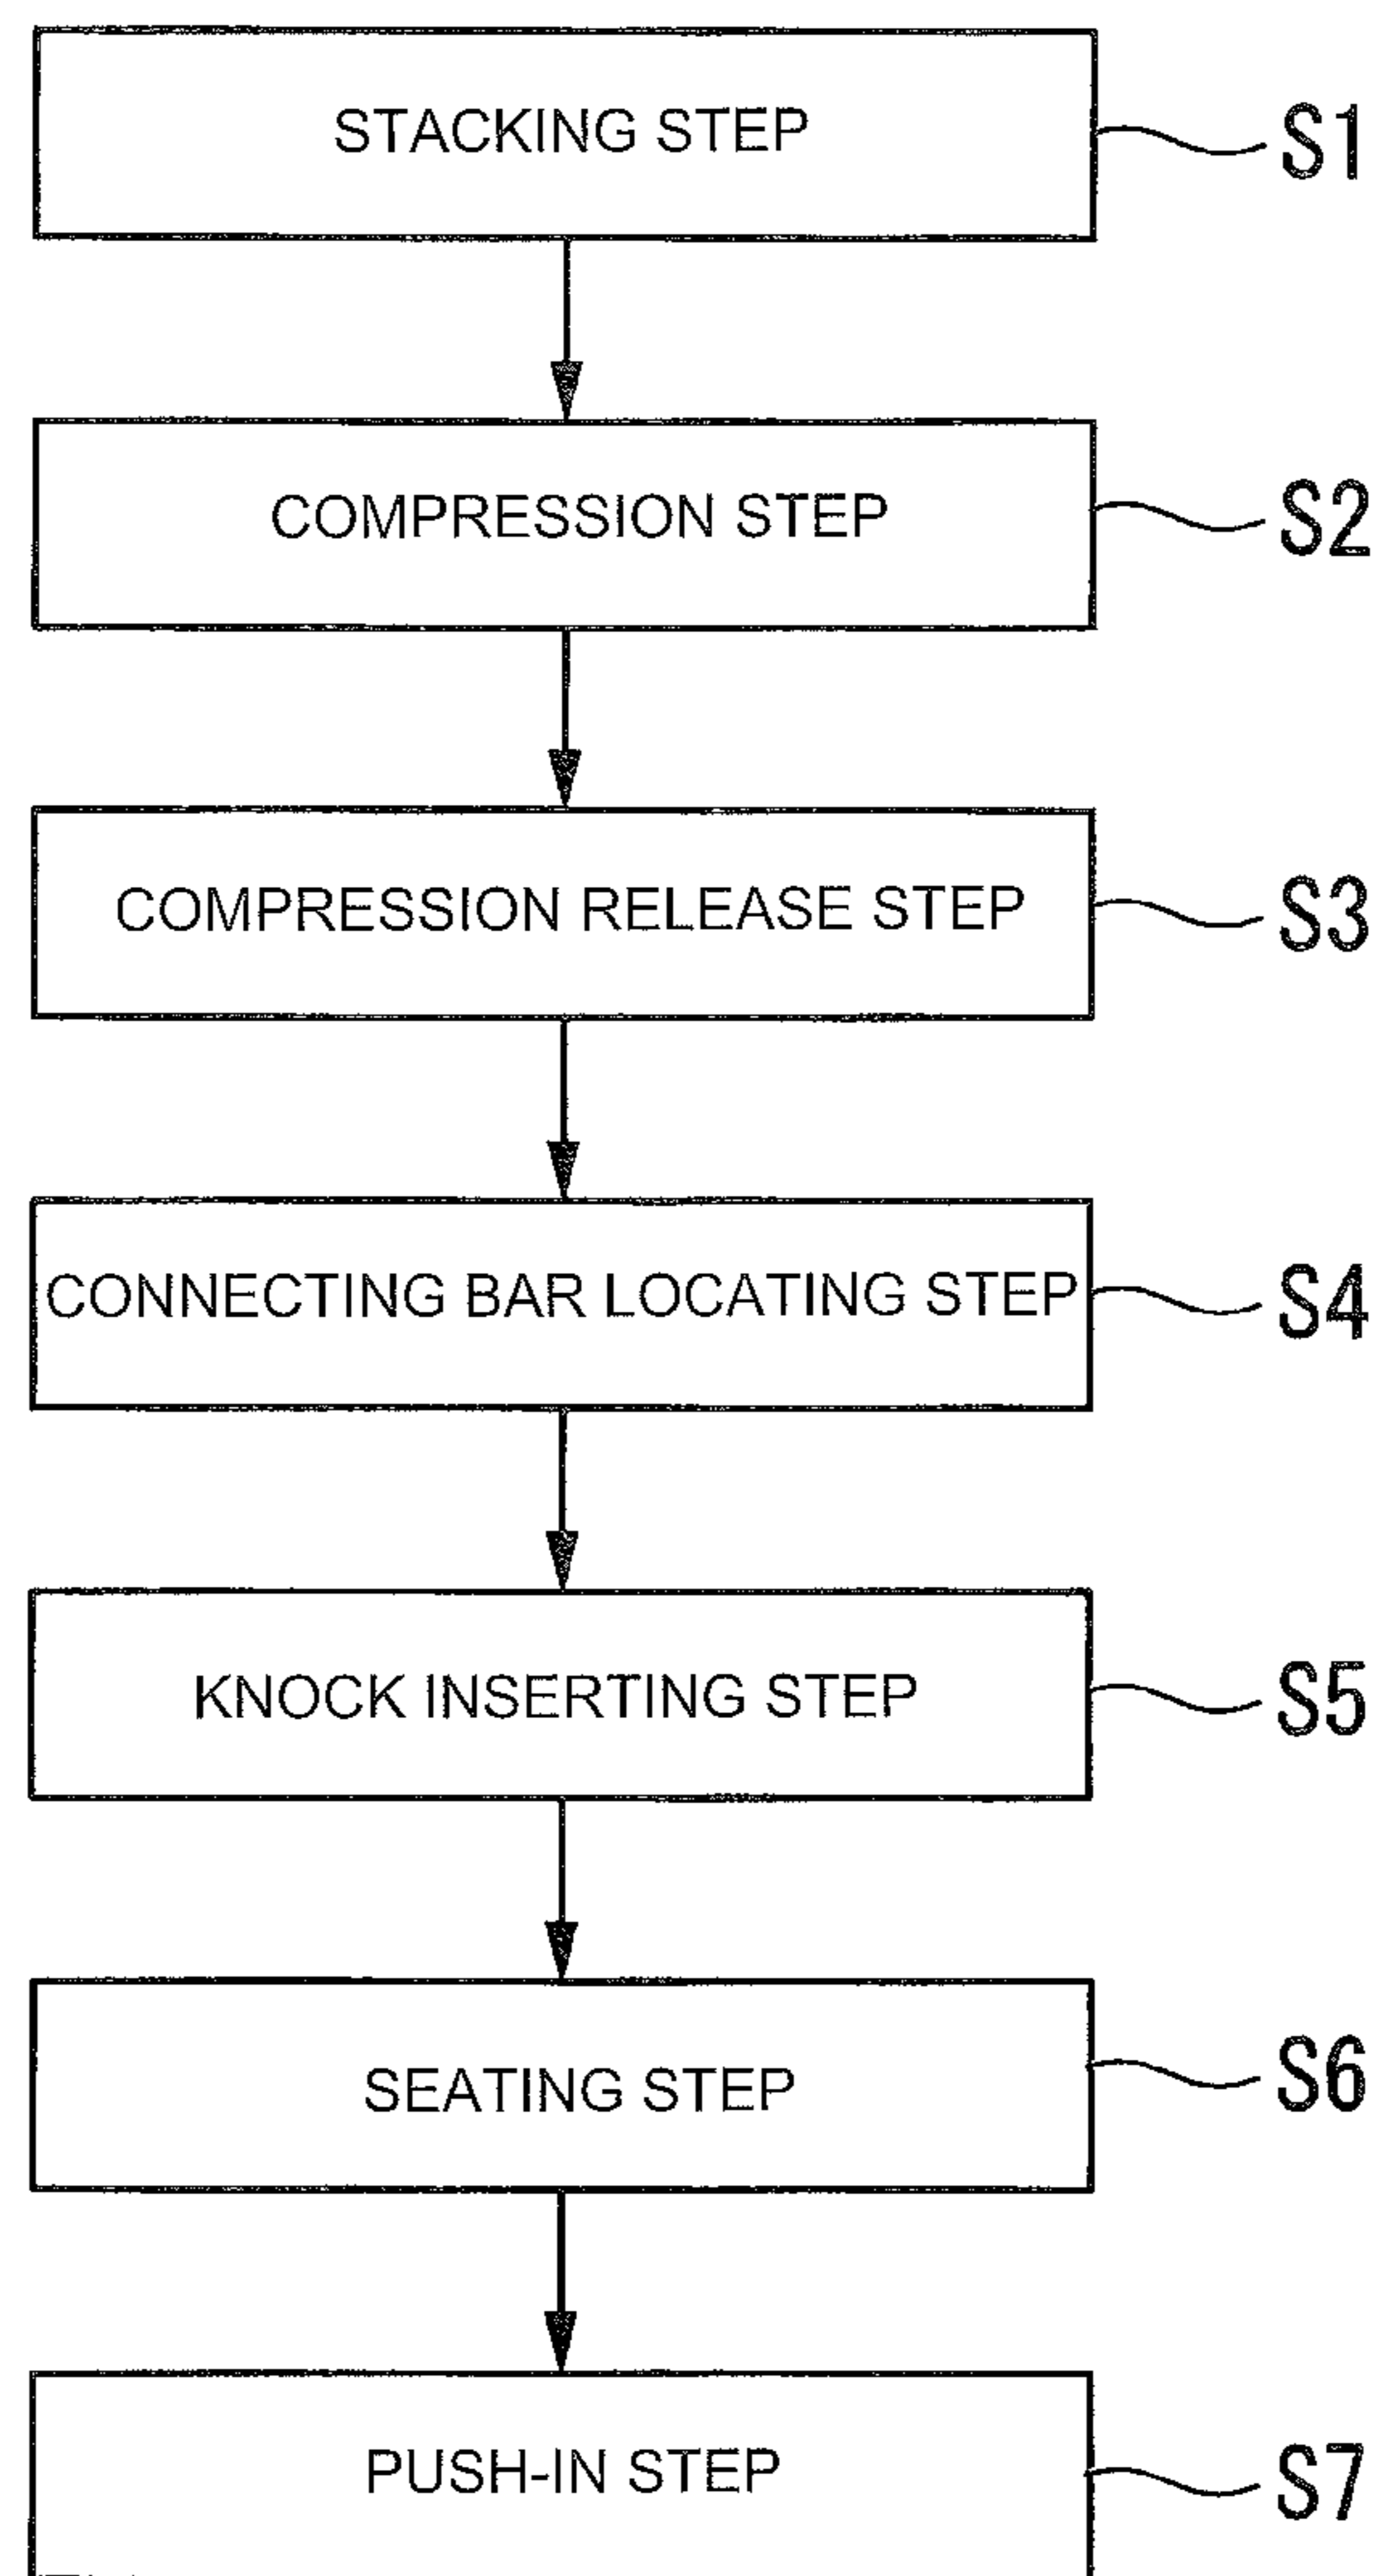 STACKING STEP
S1
COMPRESSION STEP
S2
COMPRESSION RELEASE STEP
S3
CONNECTING BAR LOCATING STEP
S4
KNOCK INSERTING STEP
S5
SEATING STEP
S6
PUSH-IN STEP
S7